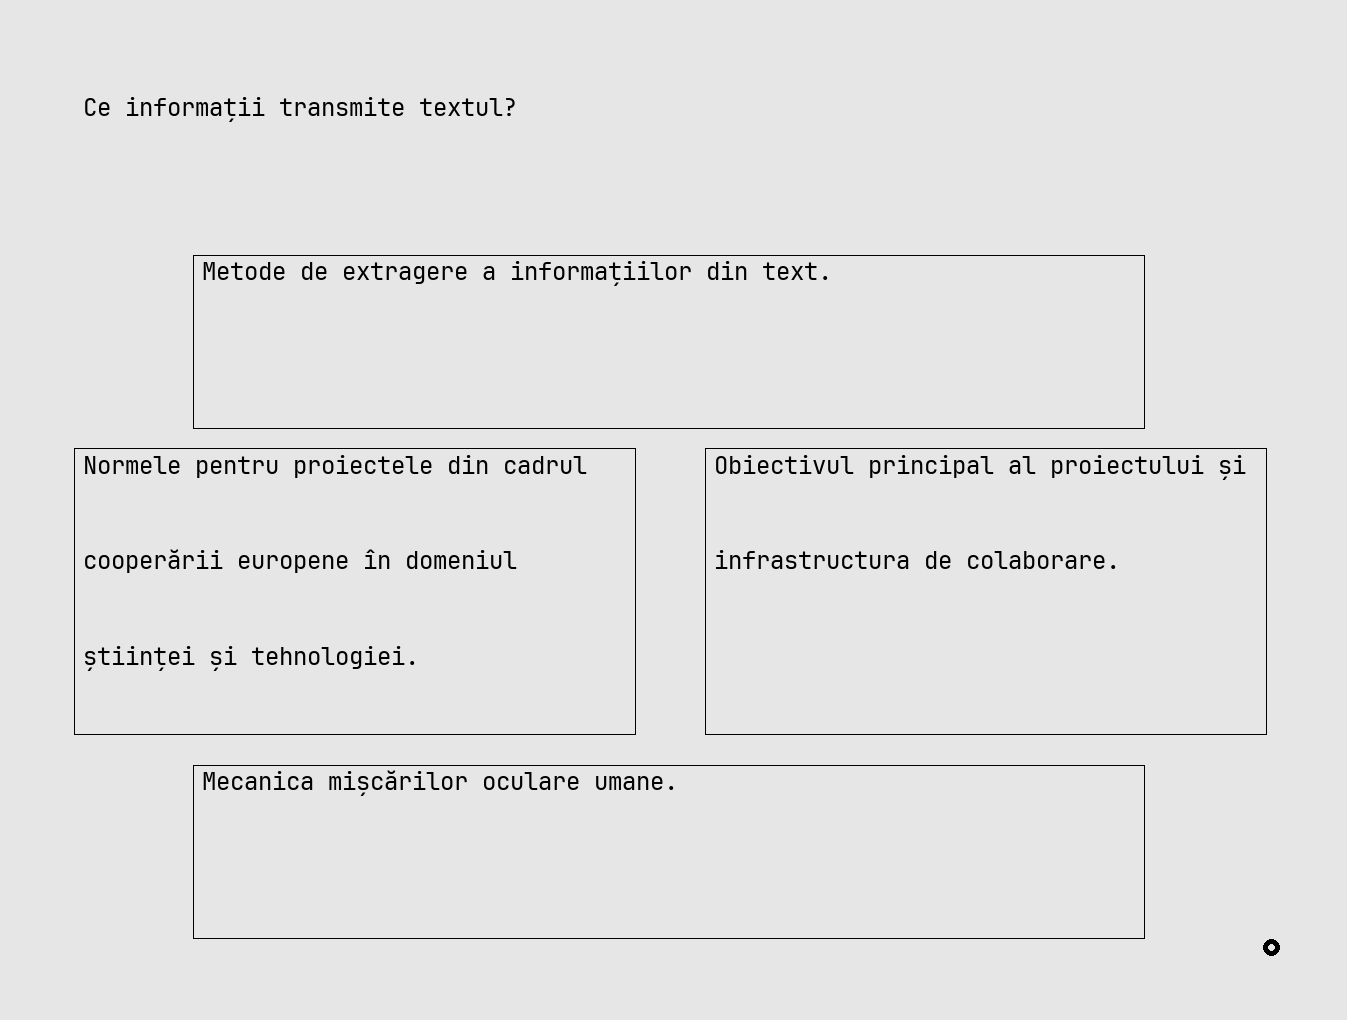 Ce informații transmite textul?
Metode de extragere a informațiilor din text.
Normele pentru proiectele din cadrul
cooperării europene în domeniul
științei și tehnologiei.
Obiectivul principal al proiectului și
infrastructura de colaborare.
Mecanica mișcărilor oculare umane.